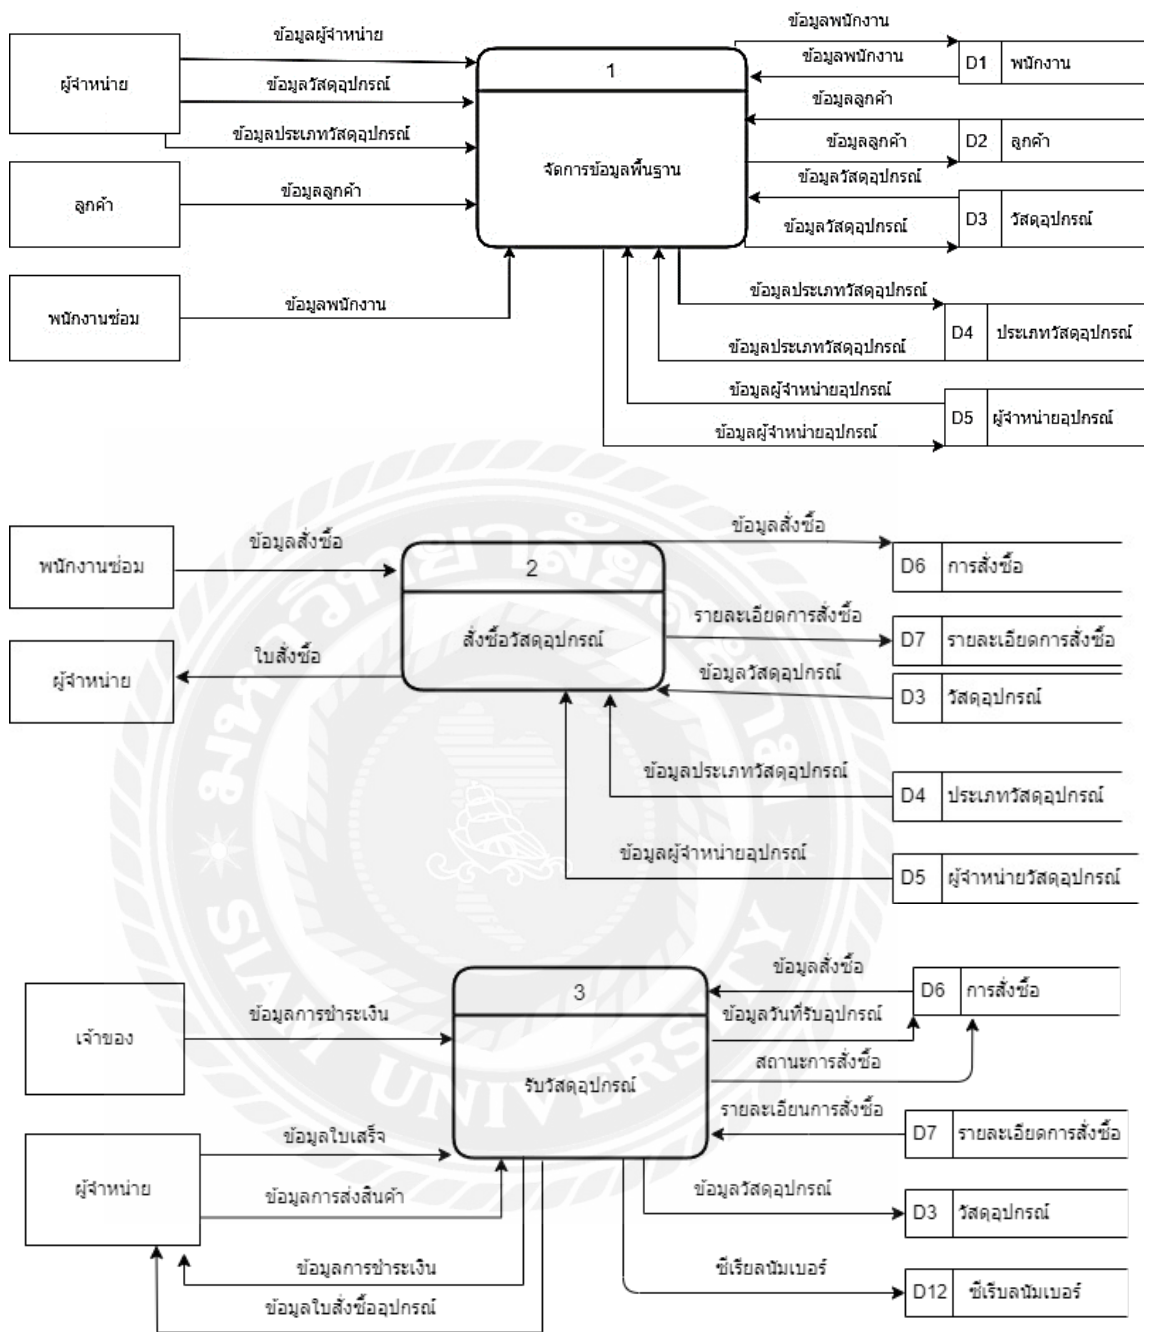 ข้อมูลพนักงาน
ข้อมูลผู้จำหน่าย
ผู้จำหน่าย
1
ข้อมูลพนักงาน
D1 พนักงาน
ข้อมูลวัสดุอุปกรณ์
ข้อมูลลูกค้า
ข้อมูลประเภทวัสดุอุปกรณ์
ข้อมูลลูกค้า
D2 ลูกค้า
จัดการข้อมูลพื้นฐาน
ข้อมูลวัสดุอุปกรณ์
ลูกค้า
ข้อมูลลูกค้า
ข้อมูลวัสดุอุปกรณ์
D3 วัสดุอุปกรณ์
พนักงานซ่อม
ข้อมูลพนักงาน
ข้อมูลประเภทวัสดุอุปกรณ์
D4 ประเภทวัสดุอุปกรณ์
ข้อมูลประเภทวัสดุอุปกรณ์
ข้อมูลผู้จำหน่ายอุปกรณ์
D5 ผู้จำหน่ายอุปกรณ์
ข้อมูลผู้จำหน่ายอุปกรณ์
ข้อมูลสั่งซื้อ
พนักงานซ่อม
ข้อมูลสั่งซื้อ
2
D6 การสั่งซื้อ
รายละเอียดการสั่งซื้อ
สั่งซื้อวัสดุอุปกรณ์
D7 รายละเอียดการสั่งซื้อ
ใบสั่งซื้อ
ผู้จำหน่าย
ข้อมูลวัสดุอุปกรณ์
D3 วัสดุอุปกรณ์
ข้อมูลประเภทวัสดุอุปกรณ์
D4 ประเภทวัสดุอุปกรณ์
ข้อมูลผู้จำหน่ายอุปกรณ์
D5 ผู้จำหน่ายวัสดุอุปกรณ์
มหาวิทยาลัยสยาม
SIAM UNIVERSITY
ข้อมูลสั่งซื้อ
3
D6 การสั่งซื้อ
ข้อมูลการชำระเงิน
ข้อมูลวันที่รับอุปกรณ์
เจ้าของ
สถานะการสั่งซื้อ
รับวัสดุอุปกรณ์
รายละเอียนการสั่งซื้อ
D7 รายละเอียดการสั่งซื้อ
ข้อมูลใบเสร็จ
ผู้จำหน่าย
ข้อมูลการส่งสินค้า
ข้อมูลวัสดุอุปกรณ์
D3 วัสดุอุปกรณ์
ข้อมูลการชำระเงิน
ซีเรียลนัมเบอร์
D12 ซีเรีบลนัมเบอร์
ข้อมูลใบสั่งซื้ออุปกรณ์